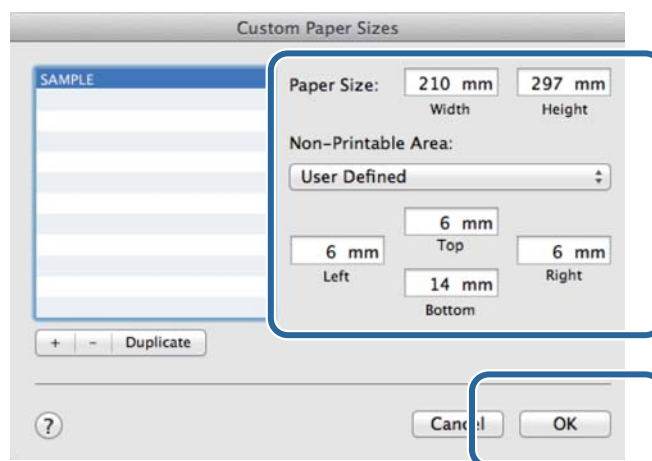 Custom Paper Sizes
SAMPLE
Paper Size: 210 mm 297 mm
Width Height
Non-Printable Area:
User Defined
6 mm
Top
6 mm 6 mm
Left Right
14 mm
Bottom
+ - Duplicate
? Cancel OK